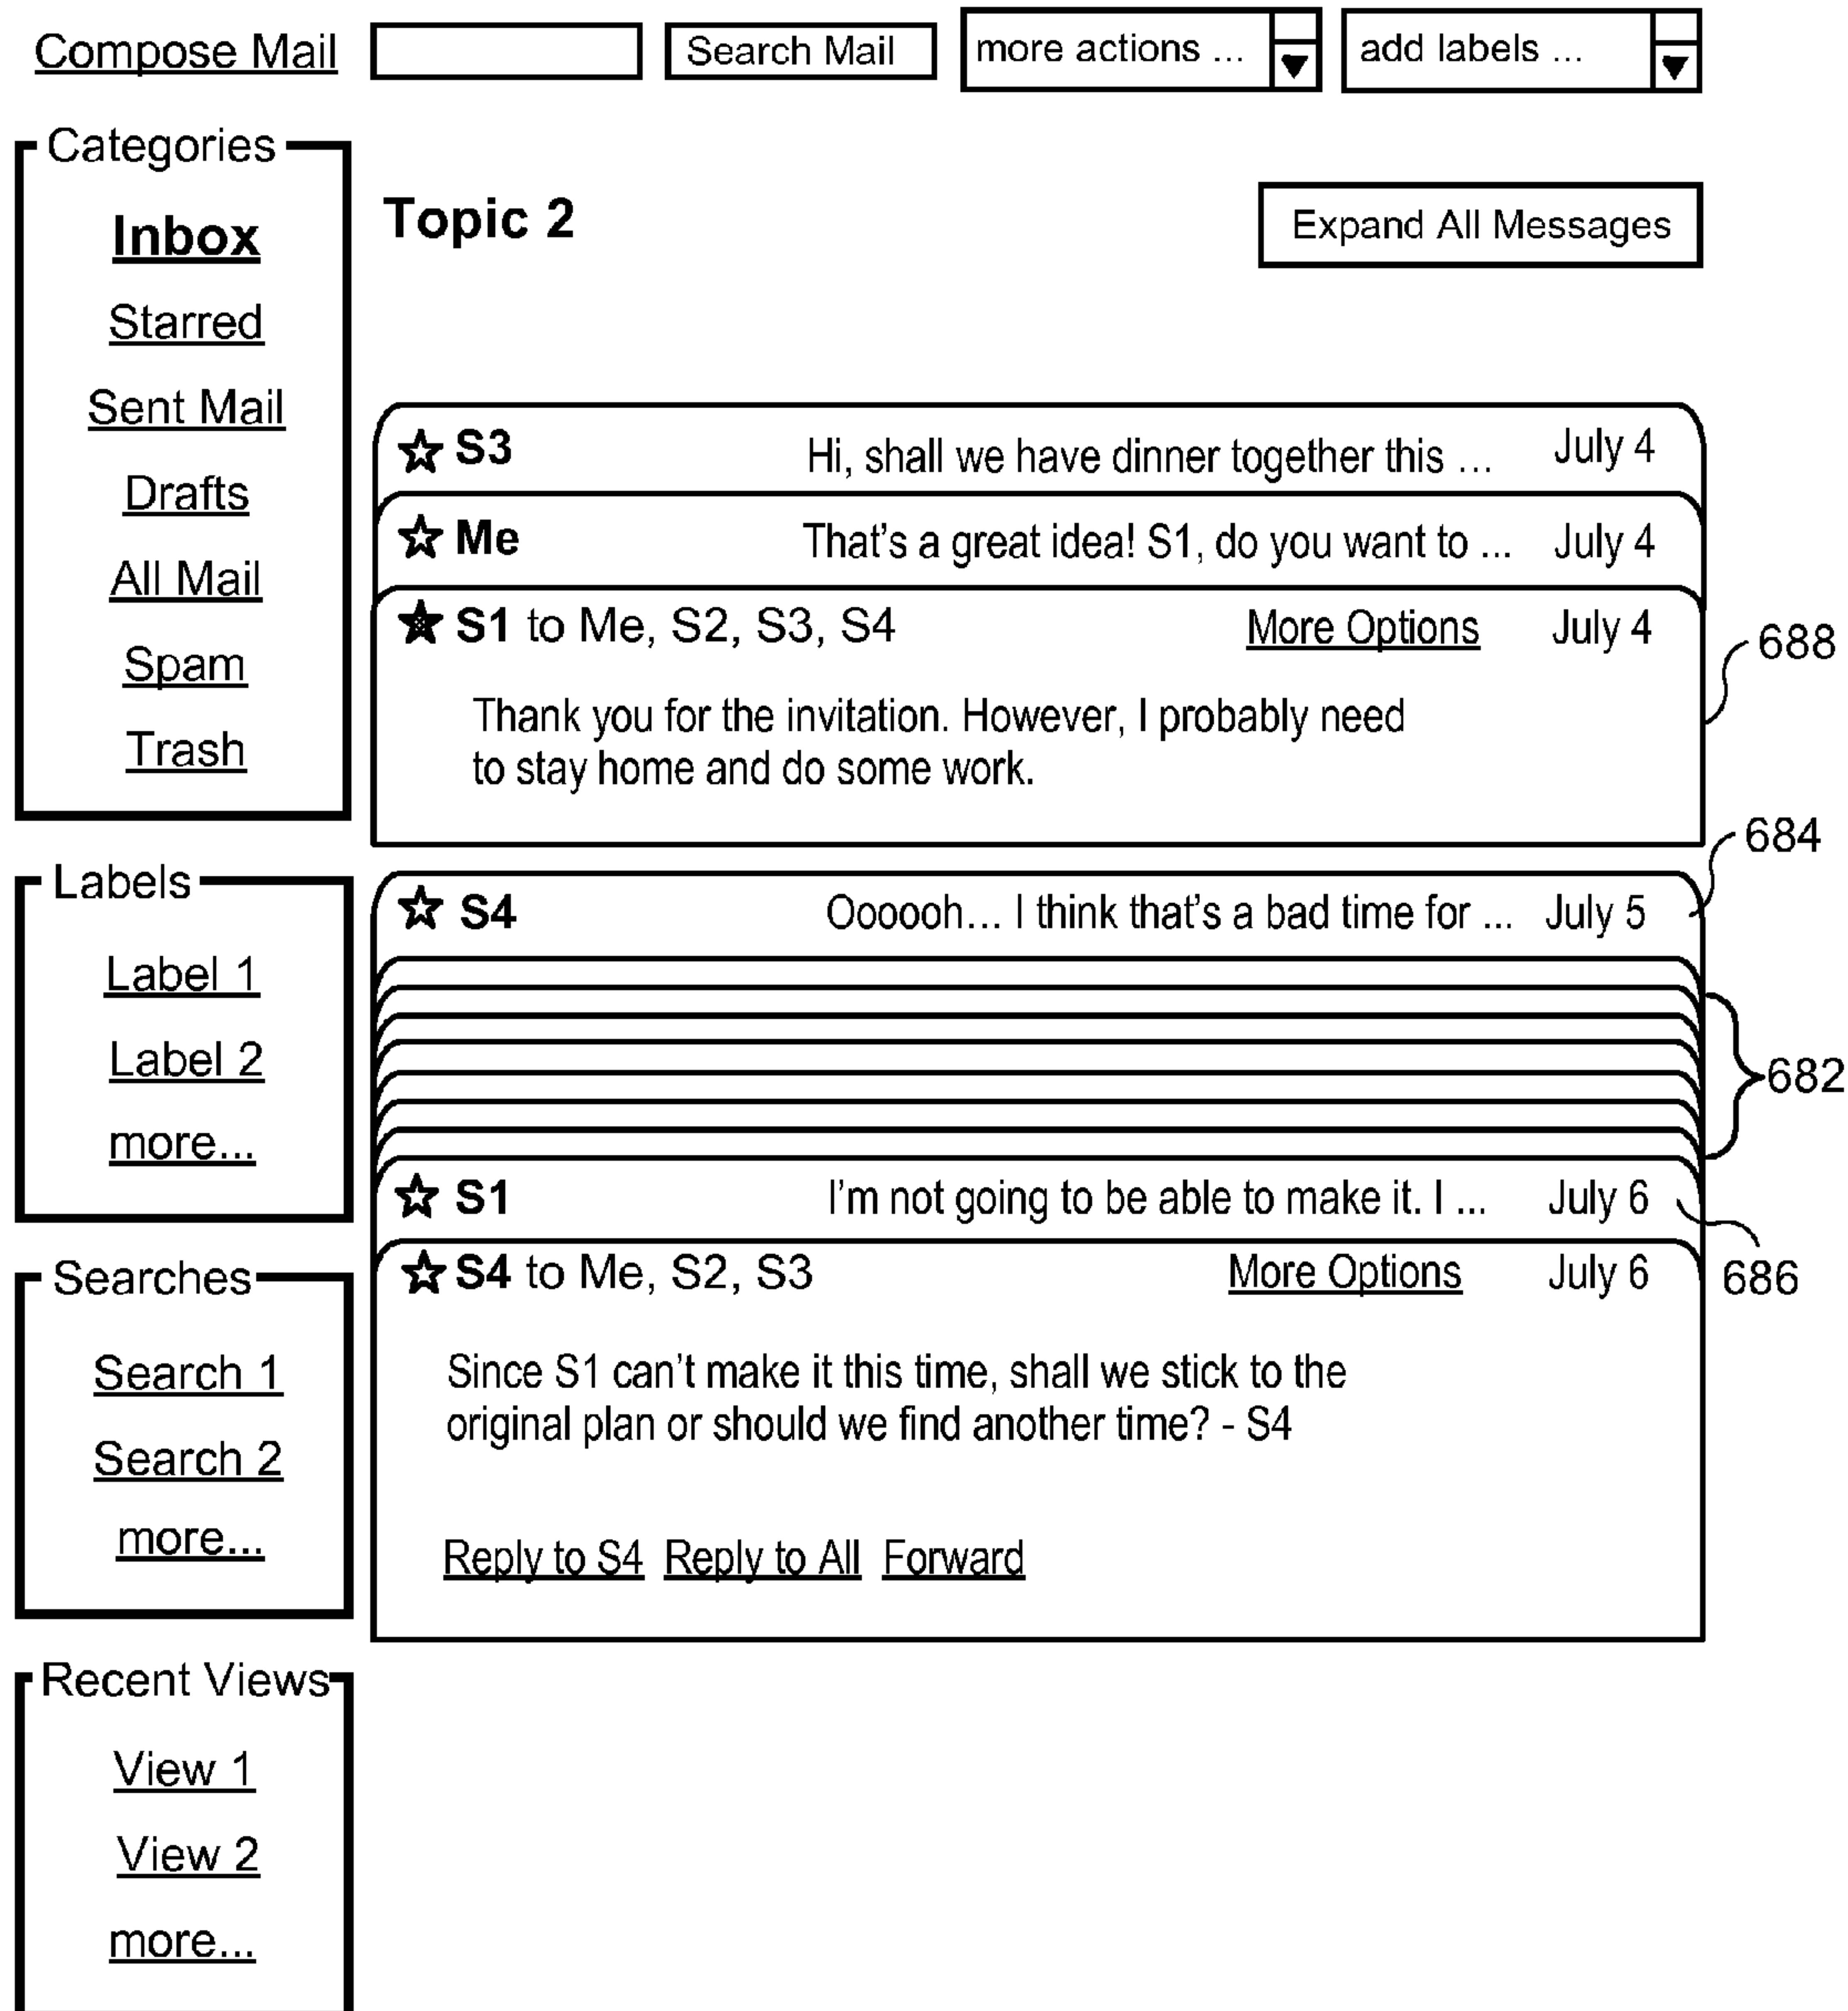 Compose Mail
Search Mail
more actions ...
add labels ...
Categories
Inbox
Starred
Sent Mail
Drafts
All Mail
Spam
Trash
Labels
Label 1
Label 2
more...
Searches
Search 1
Search 2
more...
Recent Views
View 1
View 2
more...
Topic 2
Expand All Messages
S3 Hi, shall we have dinner together this ... July 4
Me That's a great idea! S1, do you want to ... July 4
S1 to Me, S2, S3, S4 More Options July 4
Thank you for the invitation. However, I probably need
to stay home and do some work.
688
684
S4 Oooooh... I think that's a bad time for ... July 5
682
S1 I'm not going to be able to make it. I ... July 6
686
S4 to Me, S2, S3 More Options July 6
Since S1 can't make it this time, shall we stick to the
original plan or should we find another time? - S4
Reply to S4 Reply to All Forward